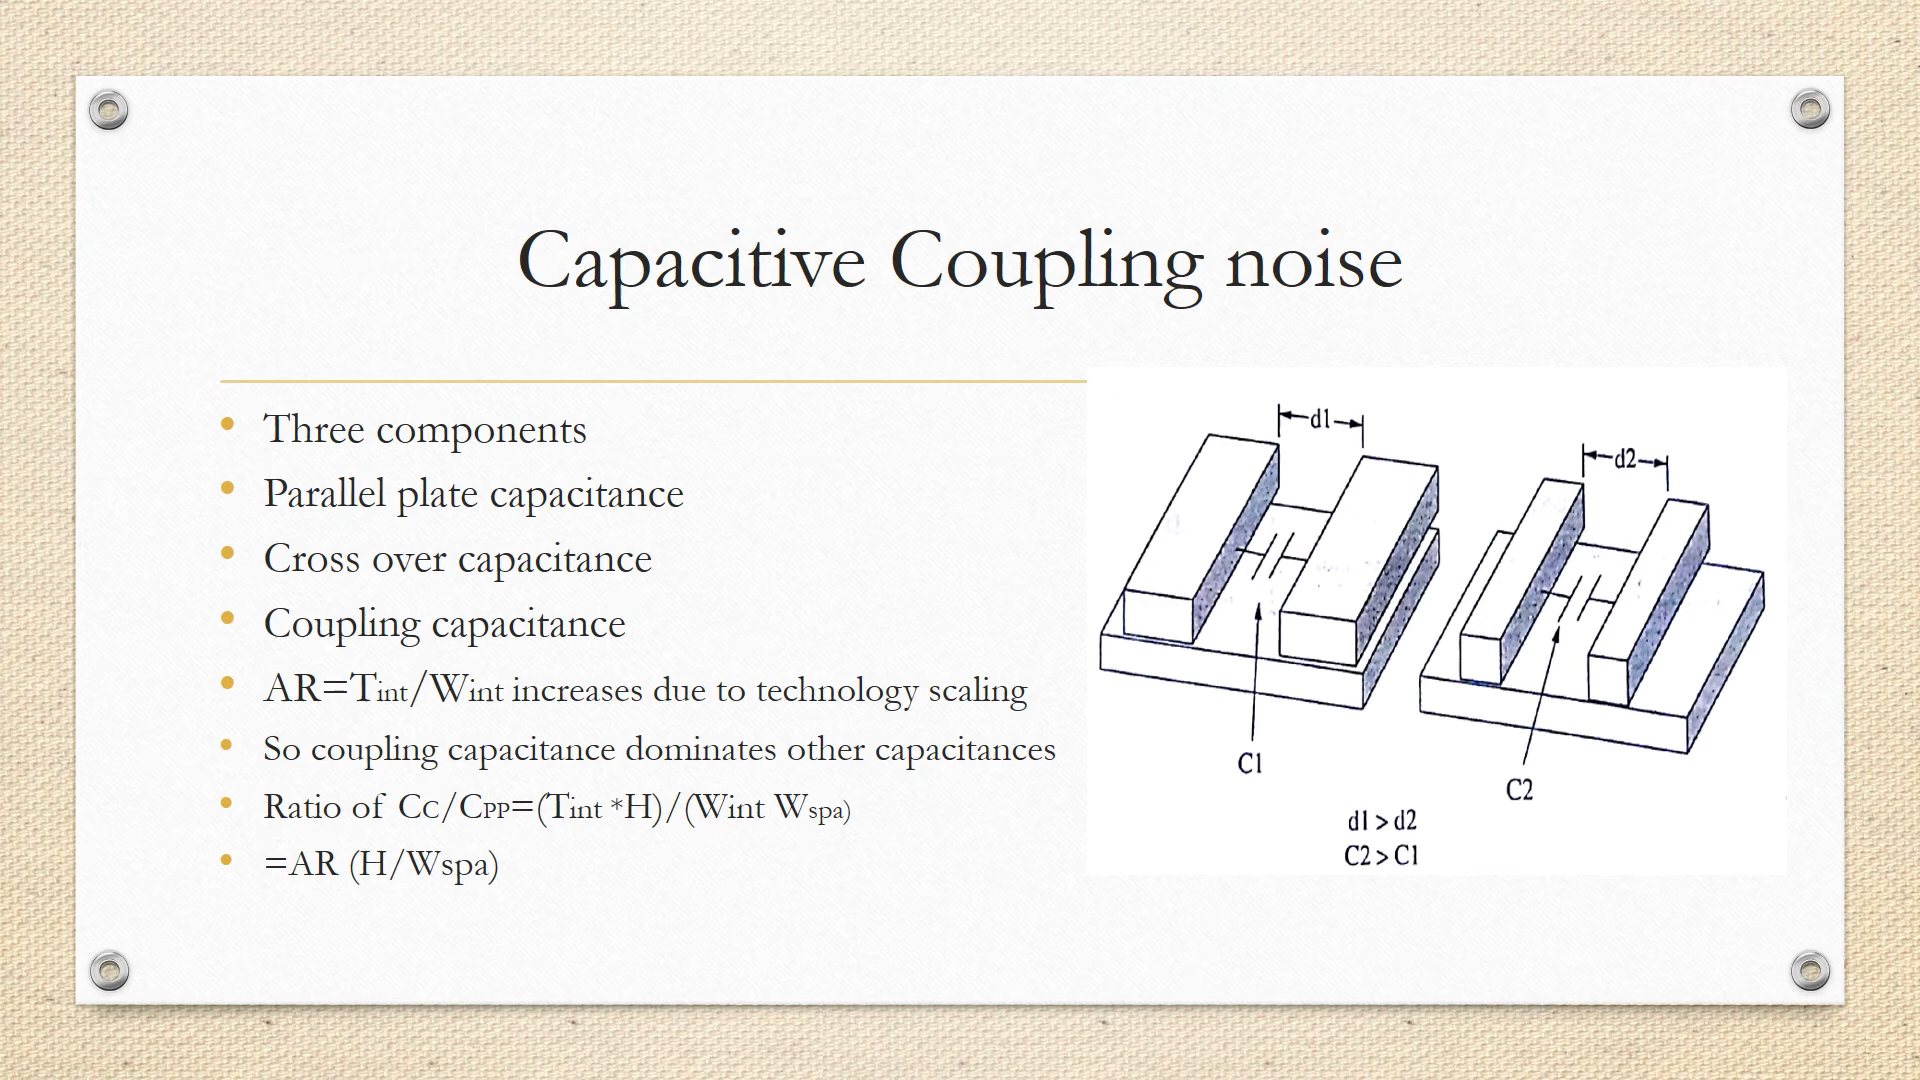 Capacitive Coupling noise
Three components
Parallel plate capacitance
Cross over capacitance
Coupling capacitance
AR=Tint/Wint increases due to technology scaling
So coupling capacitance dominates other capacitances
Ratio of CC/CPP=(Tint *H)/(Wint Wspa)
=AR (H/Wspa)
d1
d2
C1
C2
d1 > d2
C2 > C1